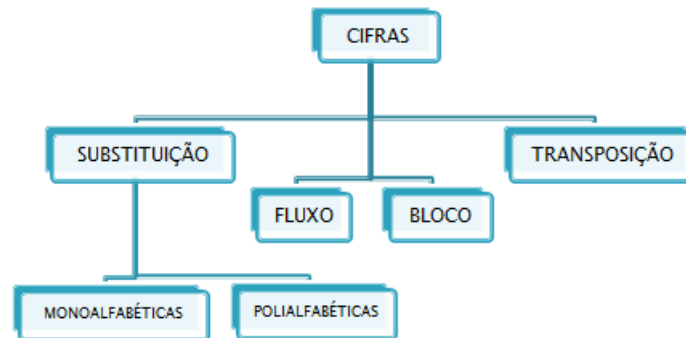 CIFRAS
SUBSTITUIÇÃO
TRANSPOSIÇÃO
FLUXO
BLOCO
MONOALFABÉTICAS
POLIALFABÉTICAS